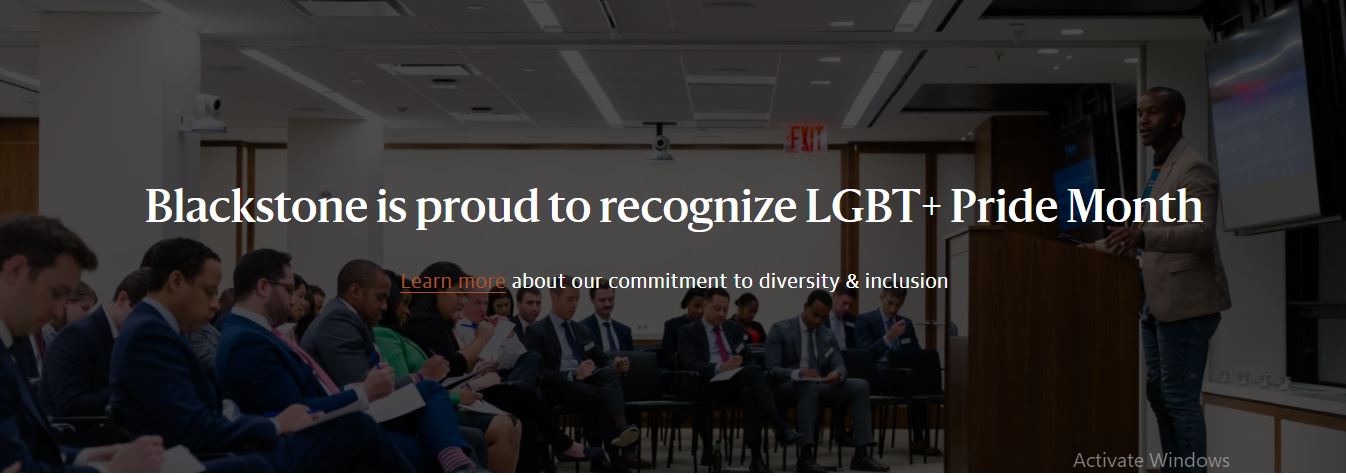 EXIT
Blackstone is proud to recognize LGBT+ Pride Month
Learn more about our commitment to diversity & inclusion
Activate Windows